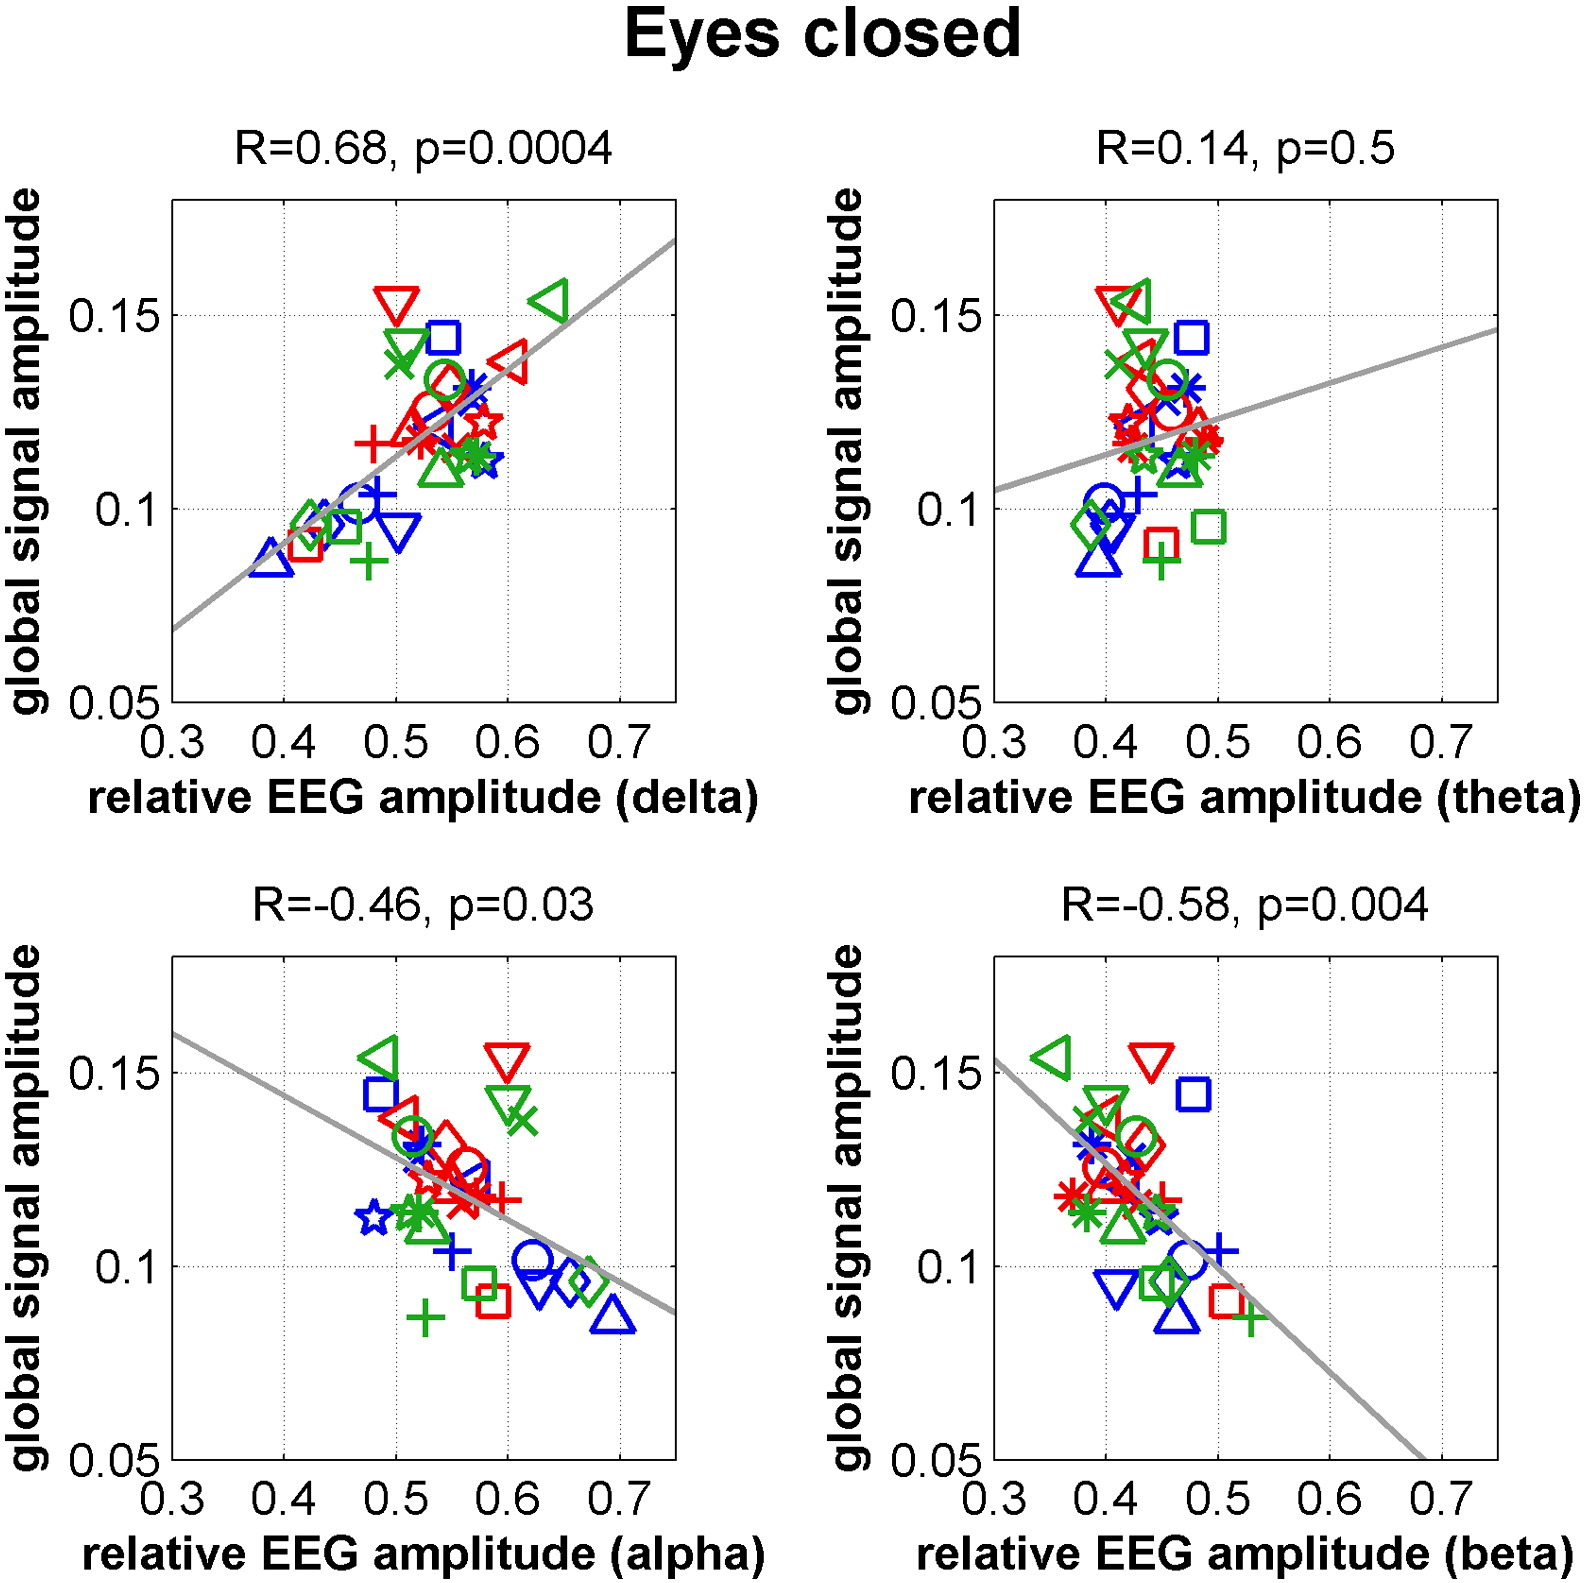 Eyes closed
R=0.68, p=0.0004
global signal amplitude
0.15
0.1
0.05
0.3 0.4 0.5 0.6 0.7
relative EEG amplitude (delta)
R=0.14, p=0.5
global signal amplitude
0.15
0.1
0.05
0.3 0.4 0.5 0.6 0.7
relative EEG amplitude (theta)
R=-0.46, p=0.03
global signal amplitude
0.15
0.1
0.05
0.3 0.4 0.5 0.6 0.7
relative EEG amplitude (alpha)
R=-0.58, p=0.004
global signal amplitude
0.15
0.1
0.05
0.3 0.4 0.5 0.6 0.7
relative EEG amplitude (beta)